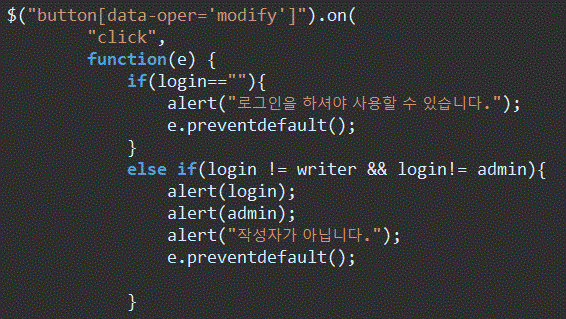 $("button[data-oper='modify']").on(
"click",
function(e) {
if(login==""){
alert("로그인을 하셔야 사용할 수 있습니다.");
e.preventdefault();
}
else if(login != writer && login!= admin){
alert(login);
alert(admin);
alert("작성자가 아닙니다.");
e.preventdefault();
}